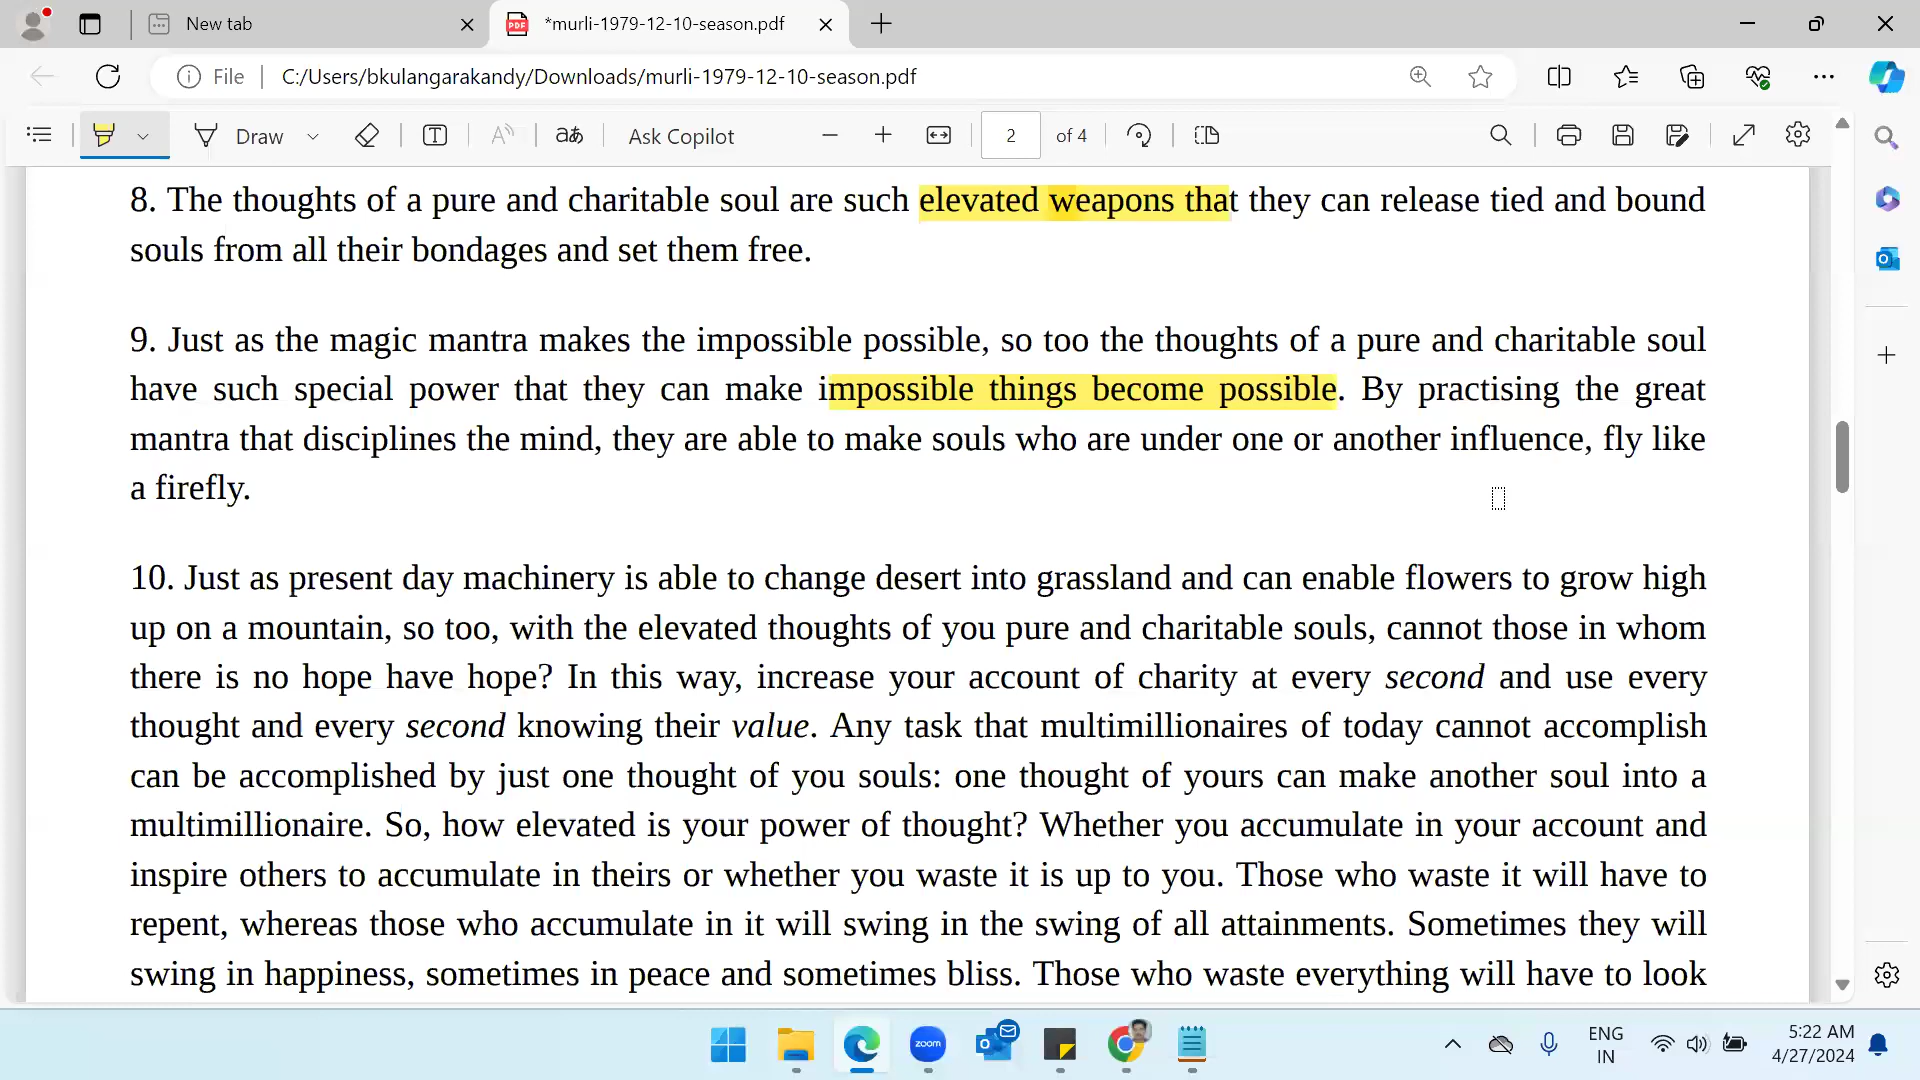 New tab
*murli-1979-12-10-season.pdf
File
C:/Users/bkulangarakandy/Downloads/murli-1979-12-10-season.pdf
Draw
aあ
Ask Copilot
2 of 4
8. The thoughts of a pure and charitable soul are such elevated weapons that they can release tied and bound
souls from all their bondages and set them free.
9. Just as the magic mantra makes the impossible possible, so too the thoughts of a pure and charitable soul
have such special power that they can make impossible things become possible. By practising the great
mantra that disciplines the mind, they are able to make souls who are under one or another influence, fly like
a firefly.
10. Just as present day machinery is able to change desert into grassland and can enable flowers to grow high
up on a mountain, so too, with the elevated thoughts of you pure and charitable souls, cannot those in whom
there is no hope have hope? In this way, increase your account of charity at every second and use every
thought and every second knowing their value. Any task that multimillionaires of today cannot accomplish
can be accomplished by just one thought of you souls: one thought of yours can make another soul into a
multimillionaire. So, how elevated is your power of thought? Whether you accumulate in your account and
inspire others to accumulate in theirs or whether you waste it is up to you. Those who waste it will have to
repent, whereas those who accumulate in it will swing in the swing of all attainments. Sometimes they will
swing in happiness, sometimes in peace and sometimes bliss. Those who waste everything will have to look
zoom
ENG
IN
5:22 AM
4/27/2024